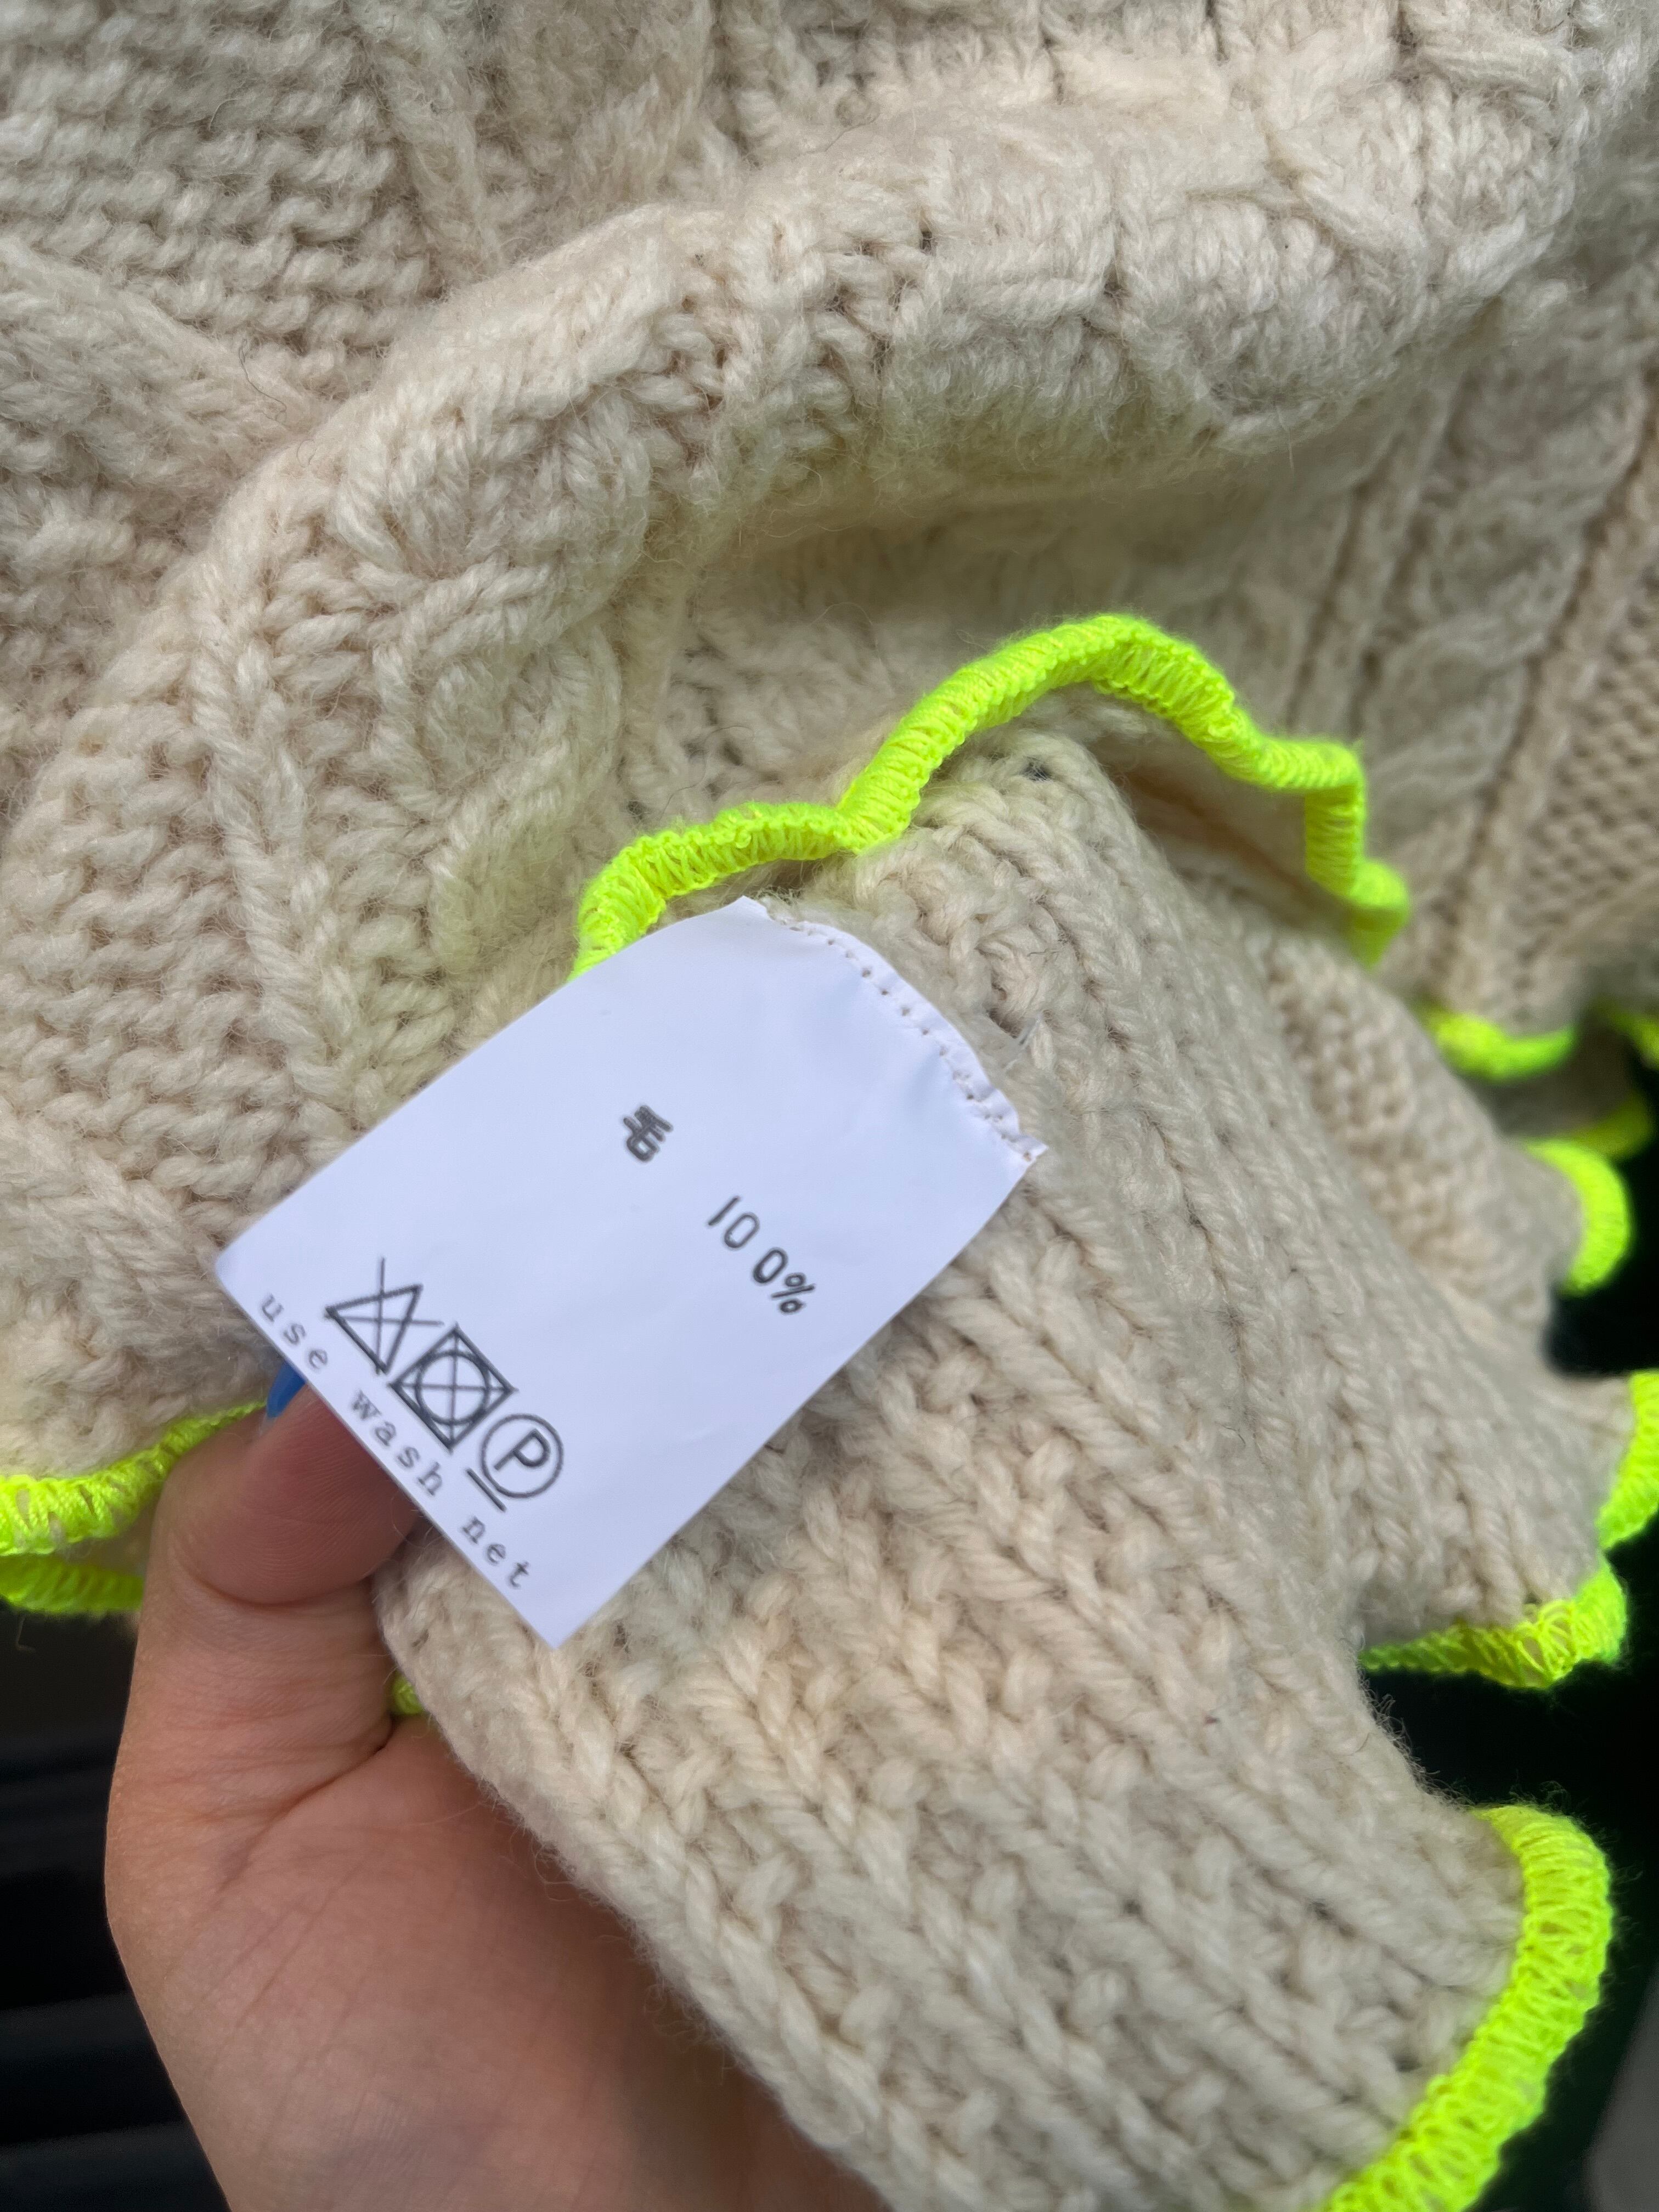 毛
100%
P
use wash net